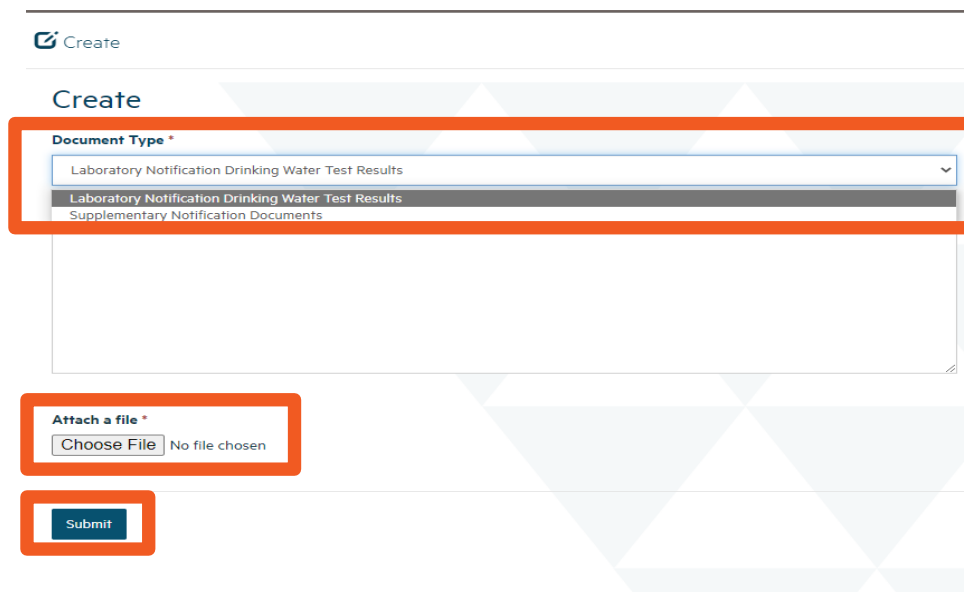 Create
Create
Document Type *
Laboratory Notification Drinking Water Test Results
Laboratory Notification Drinking Water Test Results
Supplementary Notification Documents
Attach a file *
Choose File No file chosen
Submit